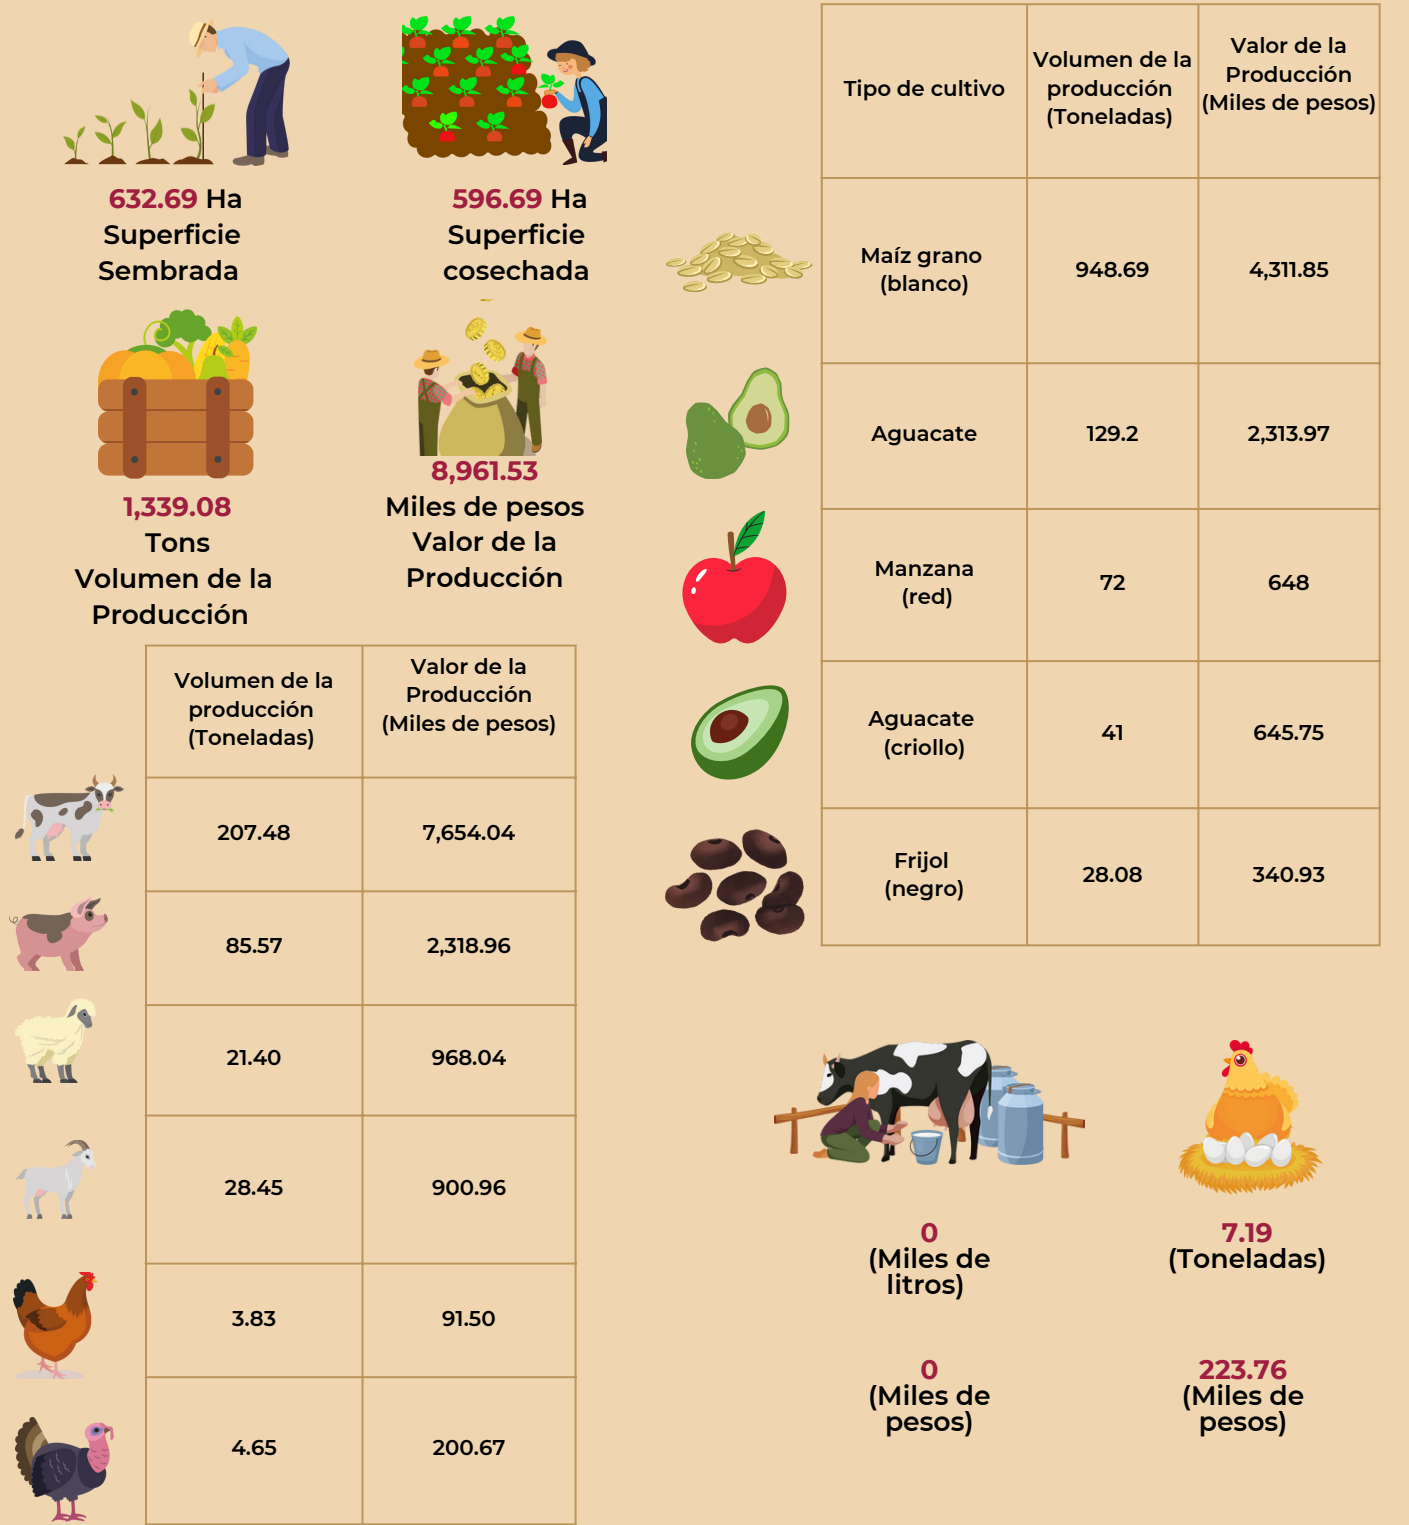 632.69 Ha
Superficie
Sembrada
596.69 Ha
Superficie
cosechada
1,339.08
Tons
Volumen de la
Producción
8,961.53
Miles de pesos
Valor de la
Producción
Volumen de la
producción
(Toneladas)
Valor de la
Producción
(Miles de pesos)
207.48
7,654.04
85.57
2,318.96
21.40
968.04
28.45
900.96
3.83
91.50
4.65
200.67
Tipo de cultivo
Volumen de la
producción
(Toneladas)
Valor de la
Producción
(Miles de pesos)
Maíz grano
(blanco)
948.69
4,311.85
Aguacate
129.2
2,313.97
Manzana
(red)
72
648
Aguacate
(criollo)
41
645.75
Frijol
(negro)
28.08
340.93
0
(Miles de
litros)
0
(Miles de
pesos)
7.19
(Toneladas)
223.76
(Miles de
pesos)